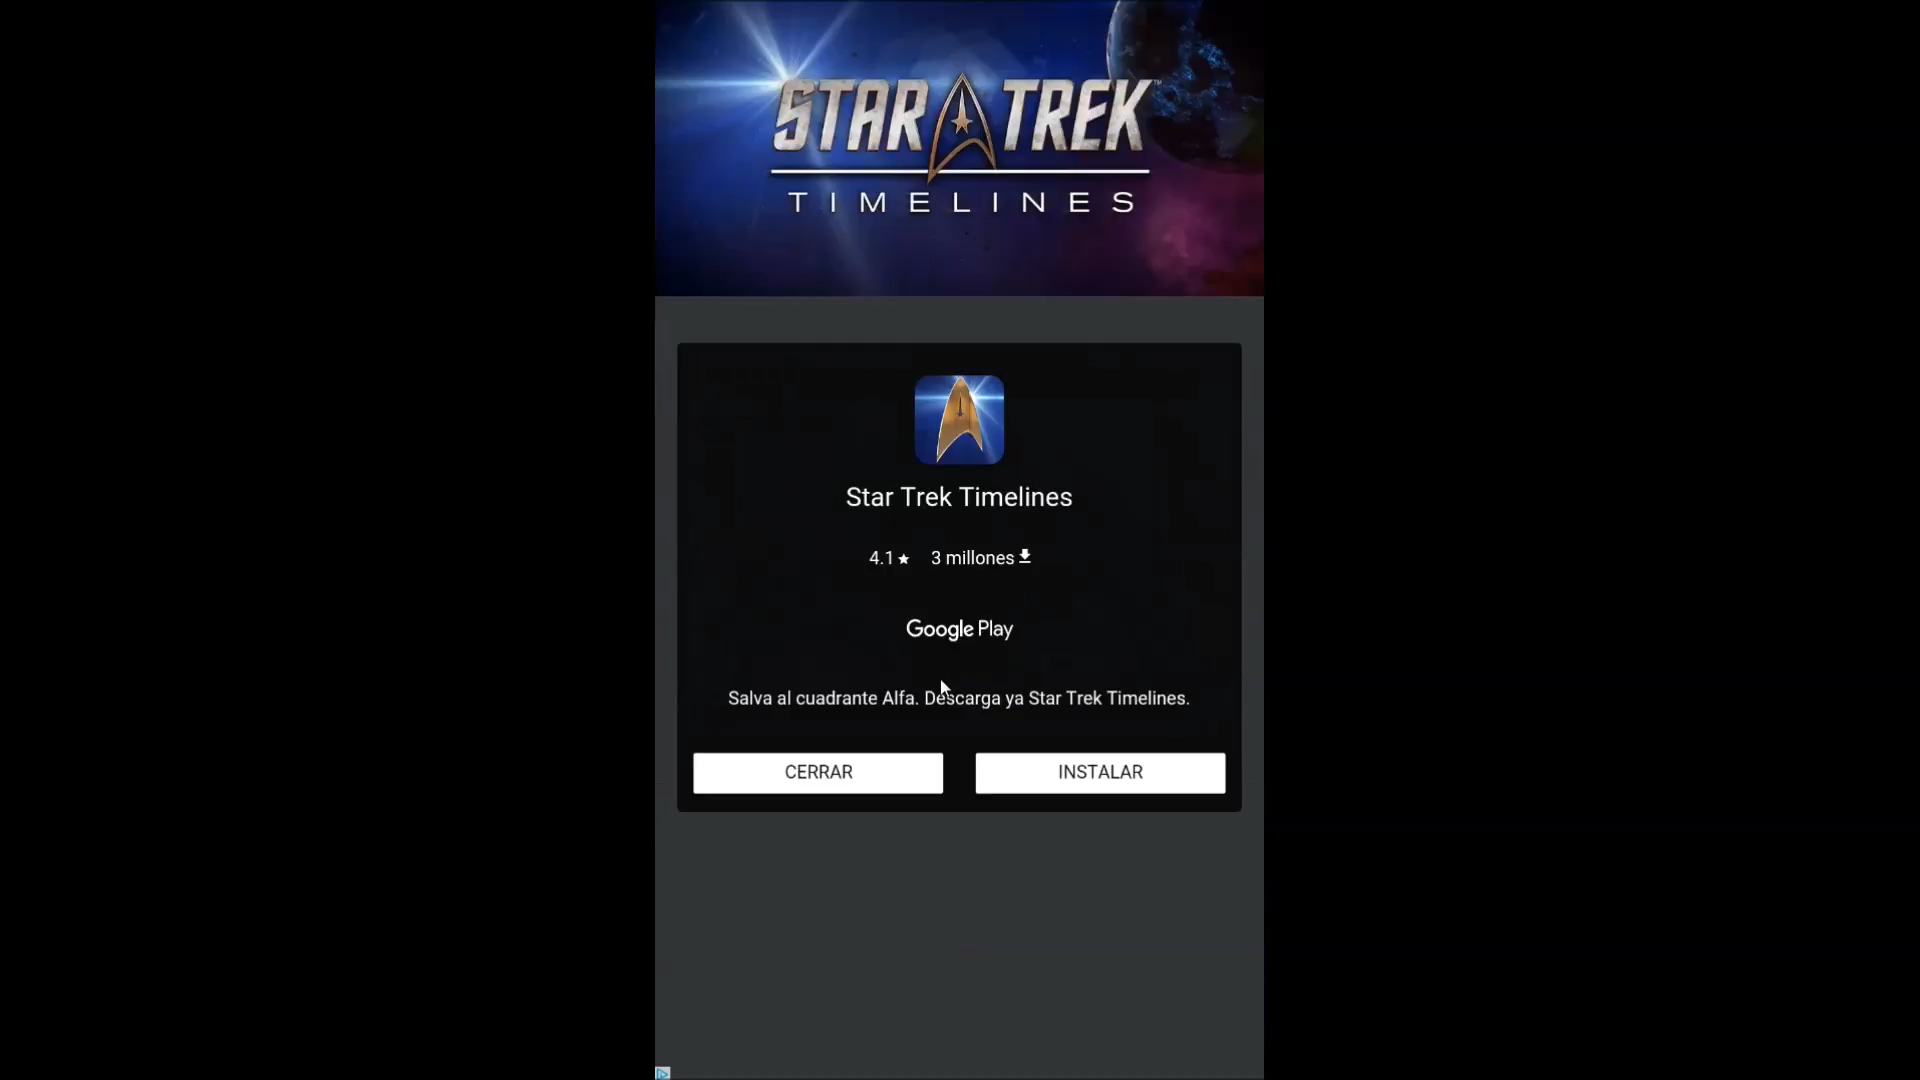 STAR TREK
TIMELINES
Star Trek Timelines
4.1 3 millones
Google Play
Salva al cuadrante Alfa. Descarga ya Star Trek Timelines.
CERRAR INSTALAR